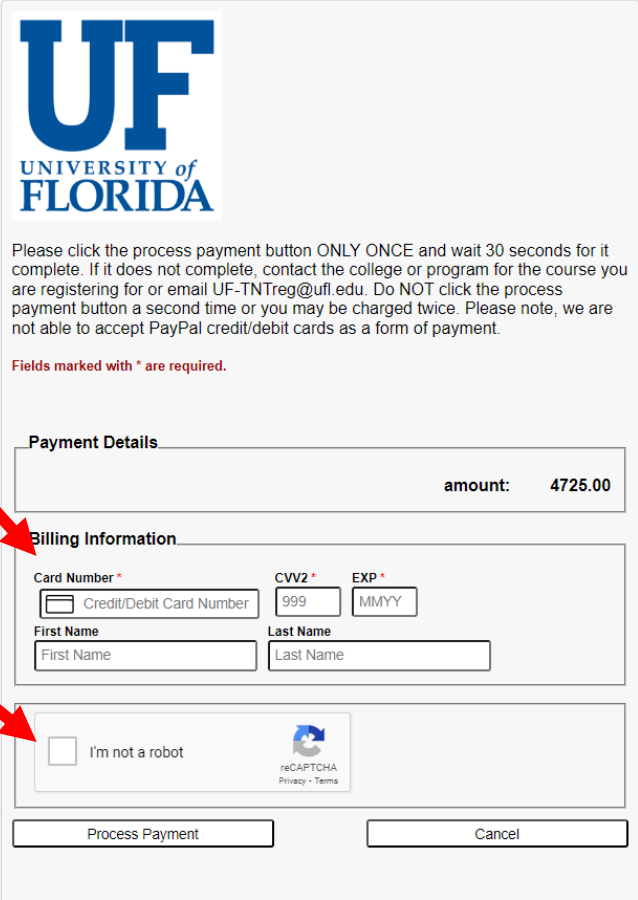 UF
UNIVERSITY of
FLORIDA
Please click the process payment button ONLY ONCE and wait 30 seconds for it
complete. If it does not complete, contact the college or program for the course you
are registering for or email UF-TNTreg@ufl.edu. Do NOT click the process
payment button a second time or you may be charged twice. Please note, we are
not able to accept PayPal credit/debit cards as a form of payment.
Fields marked with * are required.
Payment Details
amount: 4725.00
Billing Information
Card Number * CVV2 * EXP *
Credit/Debit Card Number 999 MMYY
First Name Last Name
First Name Last Name
I'm not a robot
reCAPTCHA
Privacy - Terms
Process Payment Cancel